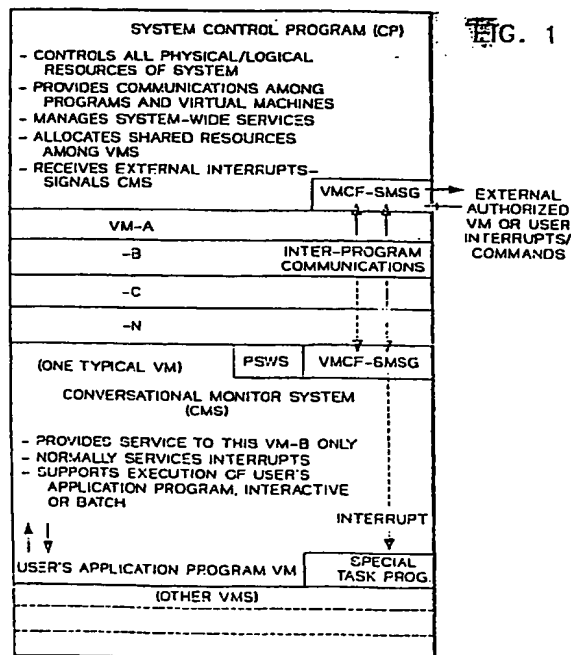 SYSTEM CONTROL PROGRAM (CP)
FIG. 1
- CONTROLS ALL PHYSICAL/LOGICAL
RESOURCES OF SYSTEM
- PROVIDES COMMUNICATIONS AMONG
PROGRAMS AND VIRTUAL MACHINES
- MANAGES SYSTEM-WIDE SERVICES
- ALLOCATES SHARED RESOURCES
AMONG VMS
- RECEIVES EXTERNAL INTERRUPTS-
SIGNALS CMS
VMCF-SMSG
EXTERNAL
AUTHORIZED
VM OR USER
INTERRUPTS/
COMMANDS
VM-A
-B
INTER-PROGRAM
COMMUNICATIONS
-C
-N
(ONE TYPICAL VM)
PSWS
VMCF-SMSG
CONVERSATIONAL MONITOR SYSTEM
(CMS)
- PROVIDES SERVICE TO THIS VM-B ONLY
- NORMALLY SERVICES INTERRUPTS
- SUPPORTS EXECUTION OF USER'S
APPLICATION PROGRAM, INTERACTIVE
OR BATCH
INTERRUPT
USER'S APPLICATION PROGRAM VM
SPECIAL
TASK PROG.
(OTHER VMS)